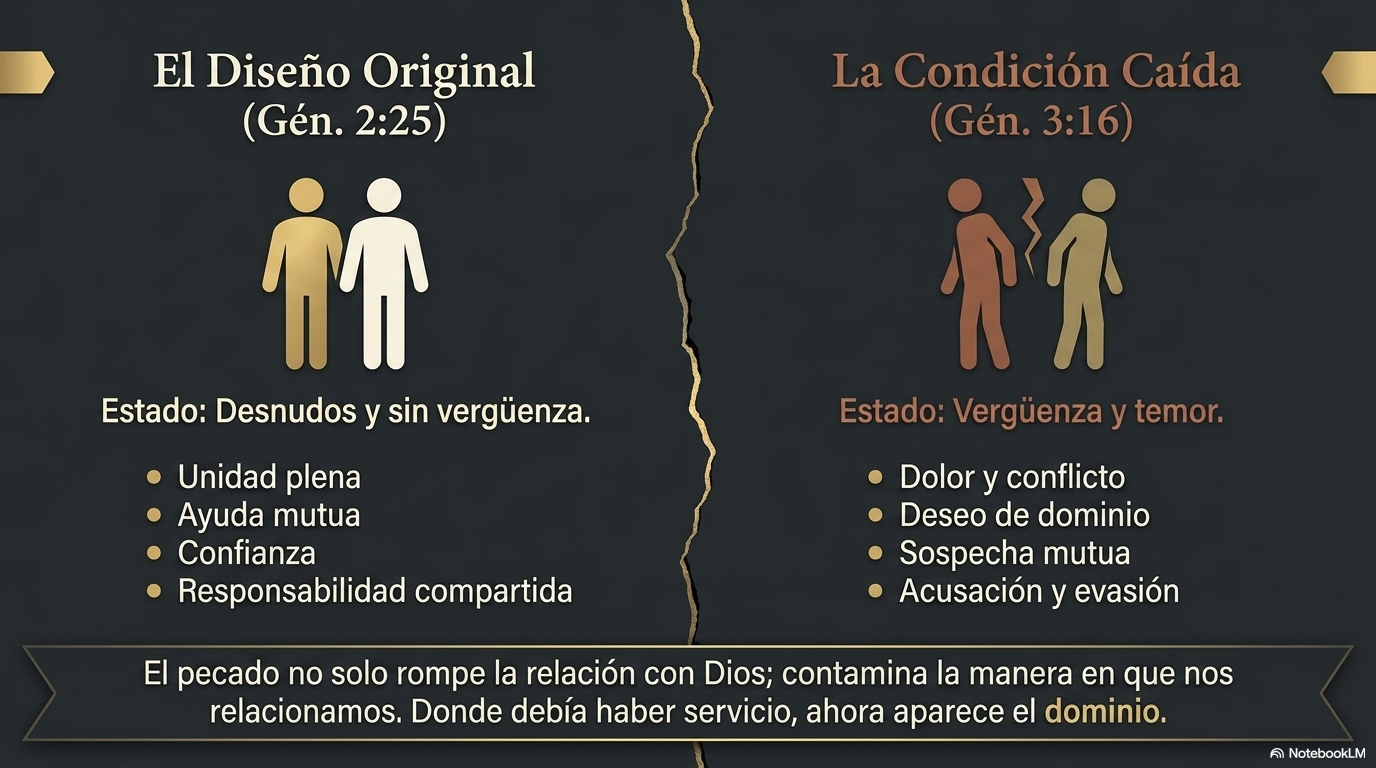 El Diseño Original
(Gén. 2:25)
Estado: Desnudos y sin vergüenza.
Unidad plena
Ayuda mutua
Confianza
Responsabilidad compartida
La Condición Caída
(Gén. 3:16)
Estado: Vergüenza y temor.
Dolor y conflicto
Deseo de dominio
Sospecha mutua
Acusación y evasión
El pecado no solo rompe la relación con Dios; contamina la manera en que nos
relacionamos. Donde debía haber servicio, ahora aparece el dominio.
NotebookLM